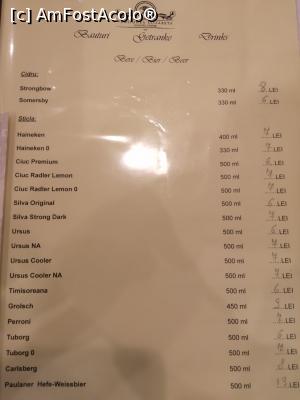 [~] © AmFostAcolo®
Bauturi Getranke Drinks
Bere / Bier / Beer
Cidru:
Strongbow 330 ml 8 LEI
Somersby 330 ml 6 LEI
Sticla:
Haineken 400 ml 7 LEI
Haineken 0 330 ml 7 LEI
Ciuc Premium 500 ml 6 LEI
Ciuc Radler Lemon 500 ml 7 LEI
Ciuc Radler Lemon 0 500 ml 7 LEI
Silva Original 500 ml 6 LEI
Silva Strong Dark 500 ml 7 LEI
Ursus 500 ml 6 LEI
Ursus NA 500 ml 7 LEI
Ursus Cooler 500 ml 7 LEI
Ursus Cooler NA 500 ml 7 LEI
Timisoreana 500 ml 6 LEI
Grolsch 450 ml LEI
Perroni 500 ml 7 LEI
Tuborg 500 ml 6 LEI
Tuborg 0 500 ml LEI
Carlsberg 500 ml 8 LEI
Paulaner Hefe-Weissbier 500 ml 13 LEI